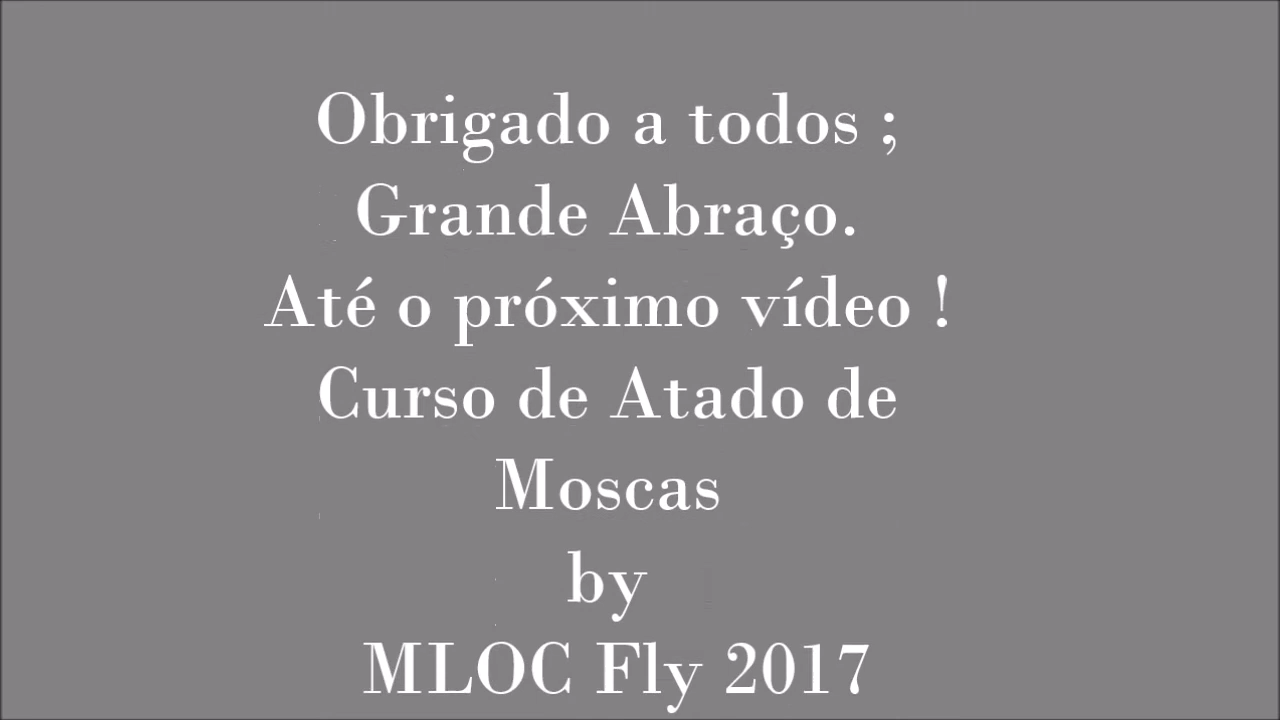 Obrigado a todos ;
Grande Abraço.
Até o próximo vídeo !
Curso de Atado de
Moscas
by
MLOC Fly 2017